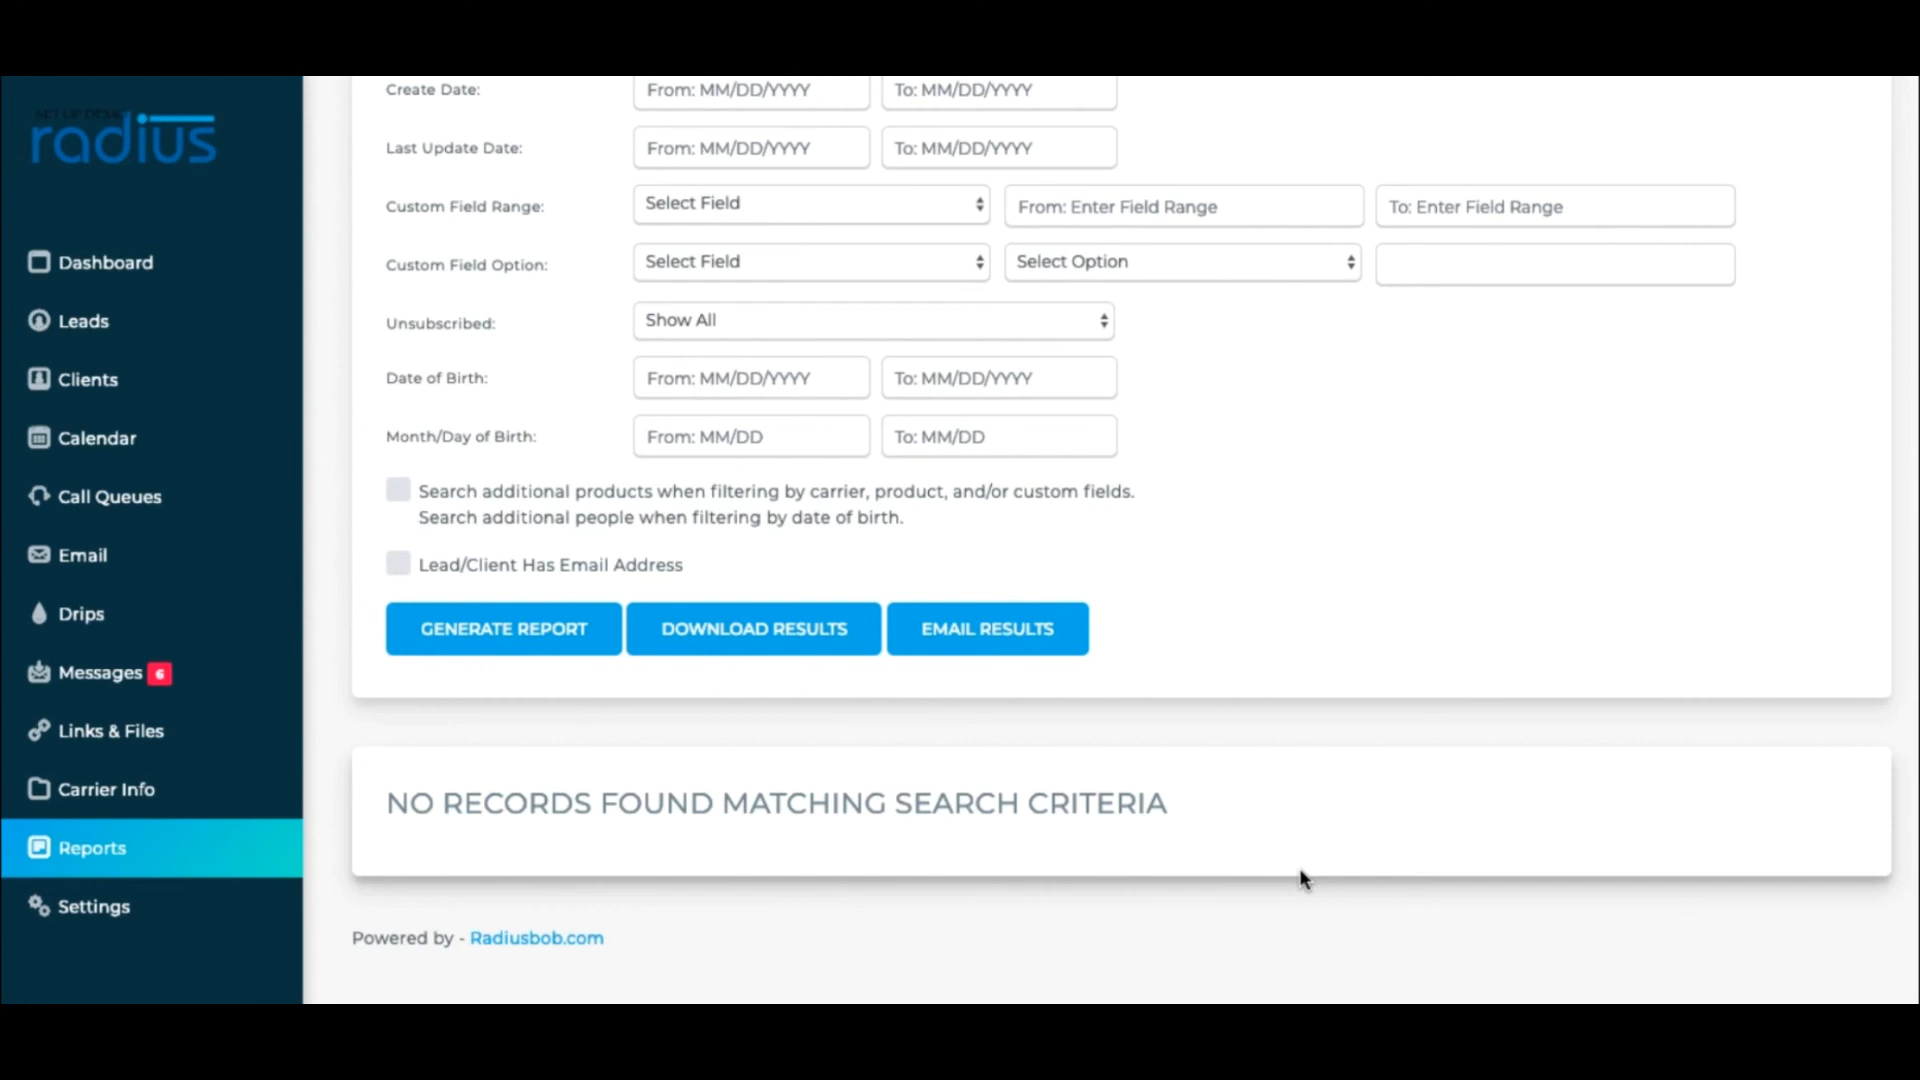 radius
Dashboard
Leads
Clients
Calendar
Call Queues
Email
Drips
Messages 6
Links & Files
Carrier Info
Reports
Settings
Create Date: From: MM/DD/YYYY To: MM/DD/YYYY
Last Update Date: From: MM/DD/YYYY To: MM/DD/YYYY
Custom Field Range: Select Field From: Enter Field Range To: Enter Field Range
Custom Field Option: Select Field Select Option
Unsubscribed: Show All
Date of Birth: From: MM/DD/YYYY To: MM/DD/YYYY
Month/Day of Birth: From: MM/DD To: MM/DD
Search additional products when filtering by carrier, product, and/or custom fields.
Search additional people when filtering by date of birth.
Lead/Client Has Email Address
GENERATE REPORT DOWNLOAD RESULTS EMAIL RESULTS
NO RECORDS FOUND MATCHING SEARCH CRITERIA
Powered by - Radiusbob.com